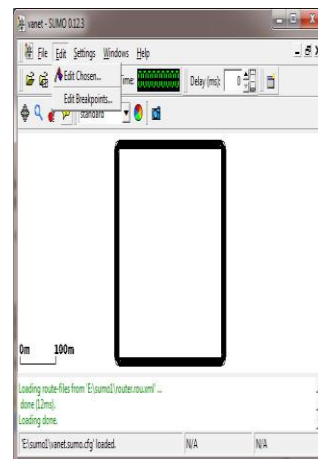 vanet - SUMO 0.12.3
File Edit Settings Windows Help
Edit Chosen...
Edit Breakpoints...
Time:
Delay (ms): 0
standard
0m 100m
Loading route-files from 'E:\sumo1\router.rou.xml' ...
done (12ms).
Loading done.
'E:\sumo1\vanet.sumo.cfg' loaded. N/A N/A